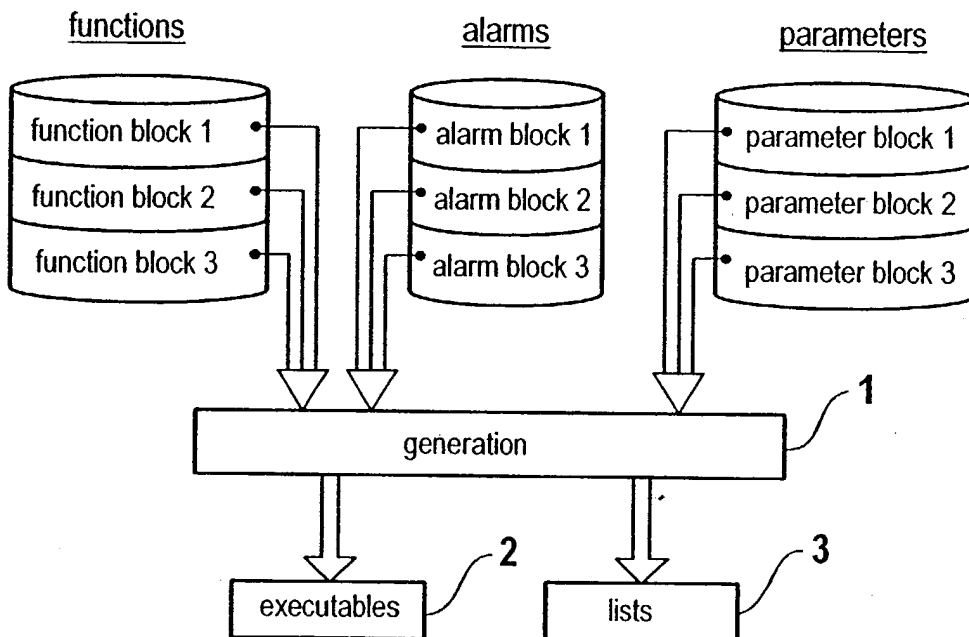 functions
alarms
parameters
function block 1
alarm block 1
parameter block 1
function block 2
alarm block 2
parameter block 2
function block 3
alarm block 3
parameter block 3
1
generation
2
3
executables
lists